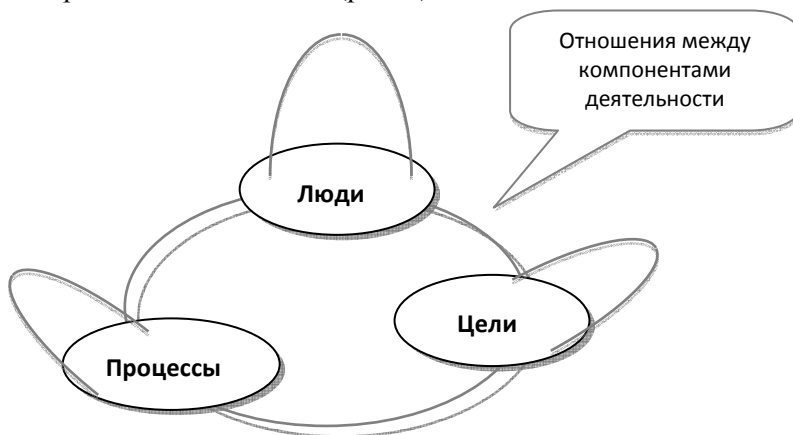 Отношения между
компонентами
деятельности
Люди
Цели
Процессы